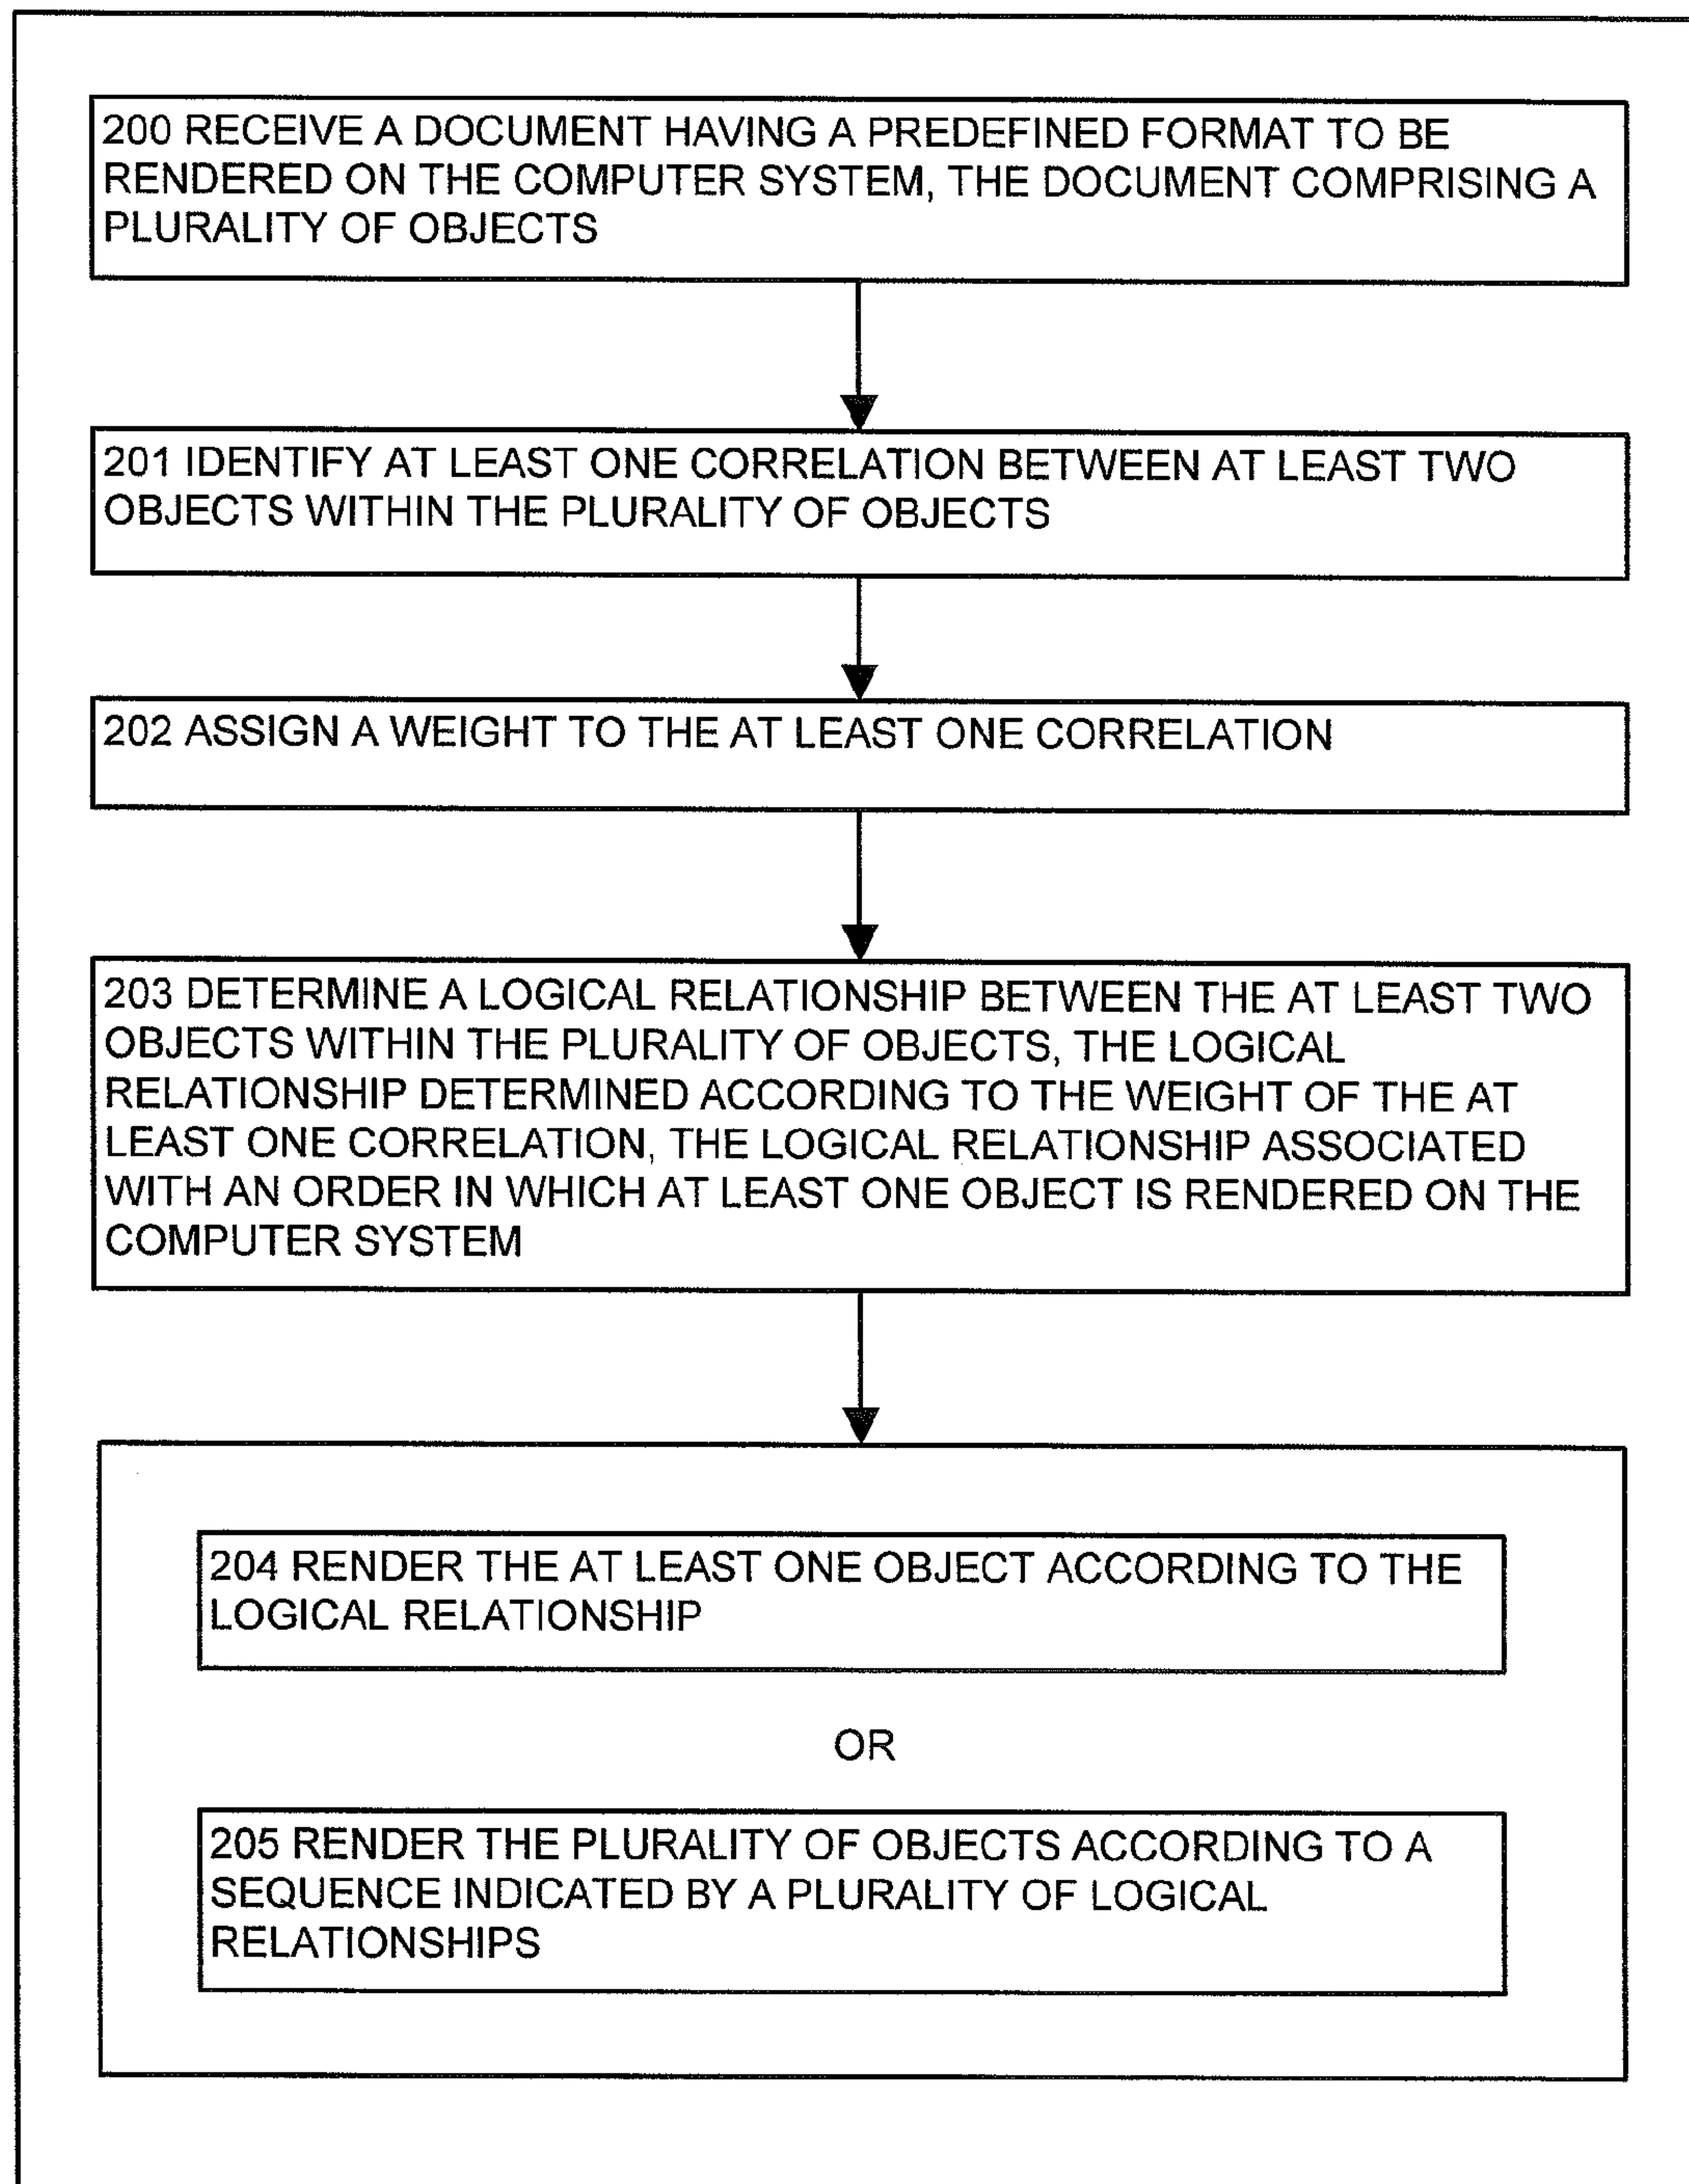 200 RECEIVE A DOCUMENT HAVING A PREDEFINED FORMAT TO BE
RENDERED ON THE COMPUTER SYSTEM, THE DOCUMENT COMPRISING A
PLURALITY OF OBJECTS
201 IDENTIFY AT LEAST ONE CORRELATION BETWEEN AT LEAST TWO
OBJECTS WITHIN THE PLURALITY OF OBJECTS
202 ASSIGN A WEIGHT TO THE AT LEAST ONE CORRELATION
203 DETERMINE A LOGICAL RELATIONSHIP BETWEEN THE AT LEAST TWO
OBJECTS WITHIN THE PLURALITY OF OBJECTS, THE LOGICAL
RELATIONSHIP DETERMINED ACCORDING TO THE WEIGHT OF THE AT
LEAST ONE CORRELATION, THE LOGICAL RELATIONSHIP ASSOCIATED
WITH AN ORDER IN WHICH AT LEAST ONE OBJECT IS RENDERED ON THE
COMPUTER SYSTEM
204 RENDER THE AT LEAST ONE OBJECT ACCORDING TO THE
LOGICAL RELATIONSHIP
OR
205 RENDER THE PLURALITY OF OBJECTS ACCORDING TO A
SEQUENCE INDICATED BY A PLURALITY OF LOGICAL
RELATIONSHIPS